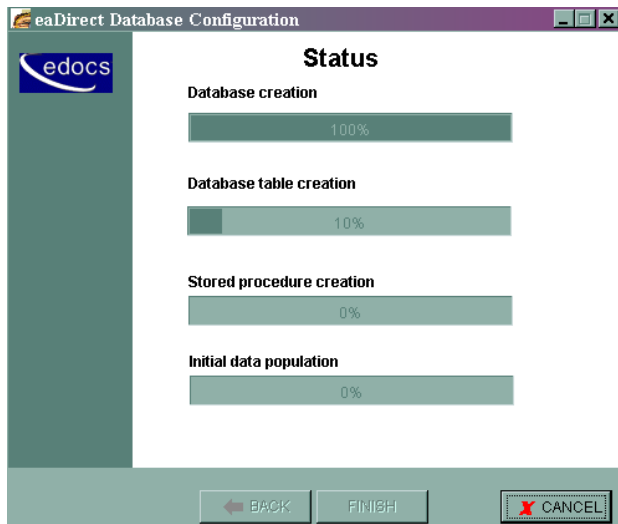 eaDirect Database Configuration
edocs
Status
Database creation
100%
Database table creation
10%
Stored procedure creation
0%
Initial data population
0%
BACK
FINISH
CANCEL